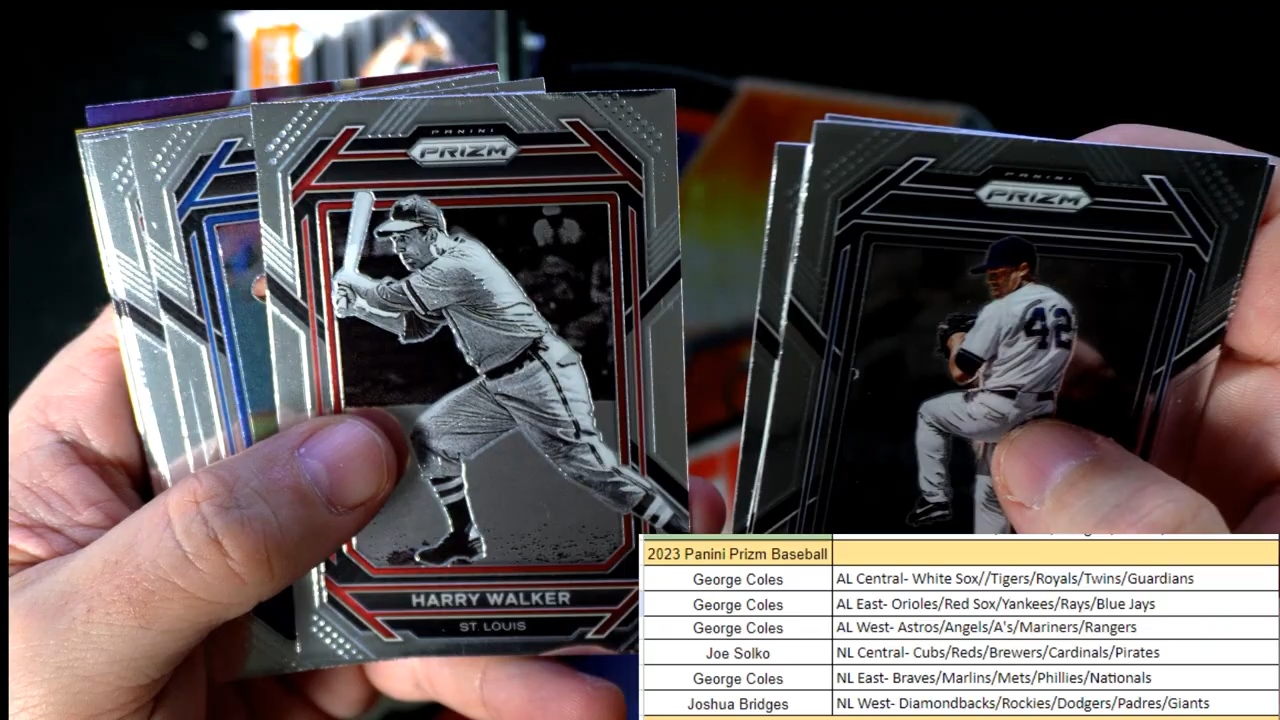 PANINI
PRIZM
HARRY WALKER
ST. LOUIS
PANINI
PRIZM
42
2023 Panini Prizm Baseball
George Coles AL Central- White Sox//Tigers/Royals/Twins/Guardians
George Coles AL East- Orioles/Red Sox/Yankees/Rays/Blue Jays
George Coles AL West- Astros/Angels/A's/Mariners/Rangers
Joe Solko NL Central- Cubs/Reds/Brewers/Cardinals/Pirates
George Coles NL East- Braves/Marlins/Mets/Phillies/Nationals
Joshua Bridges NL West- Diamondbacks/Rockies/Dodgers/Padres/Giants